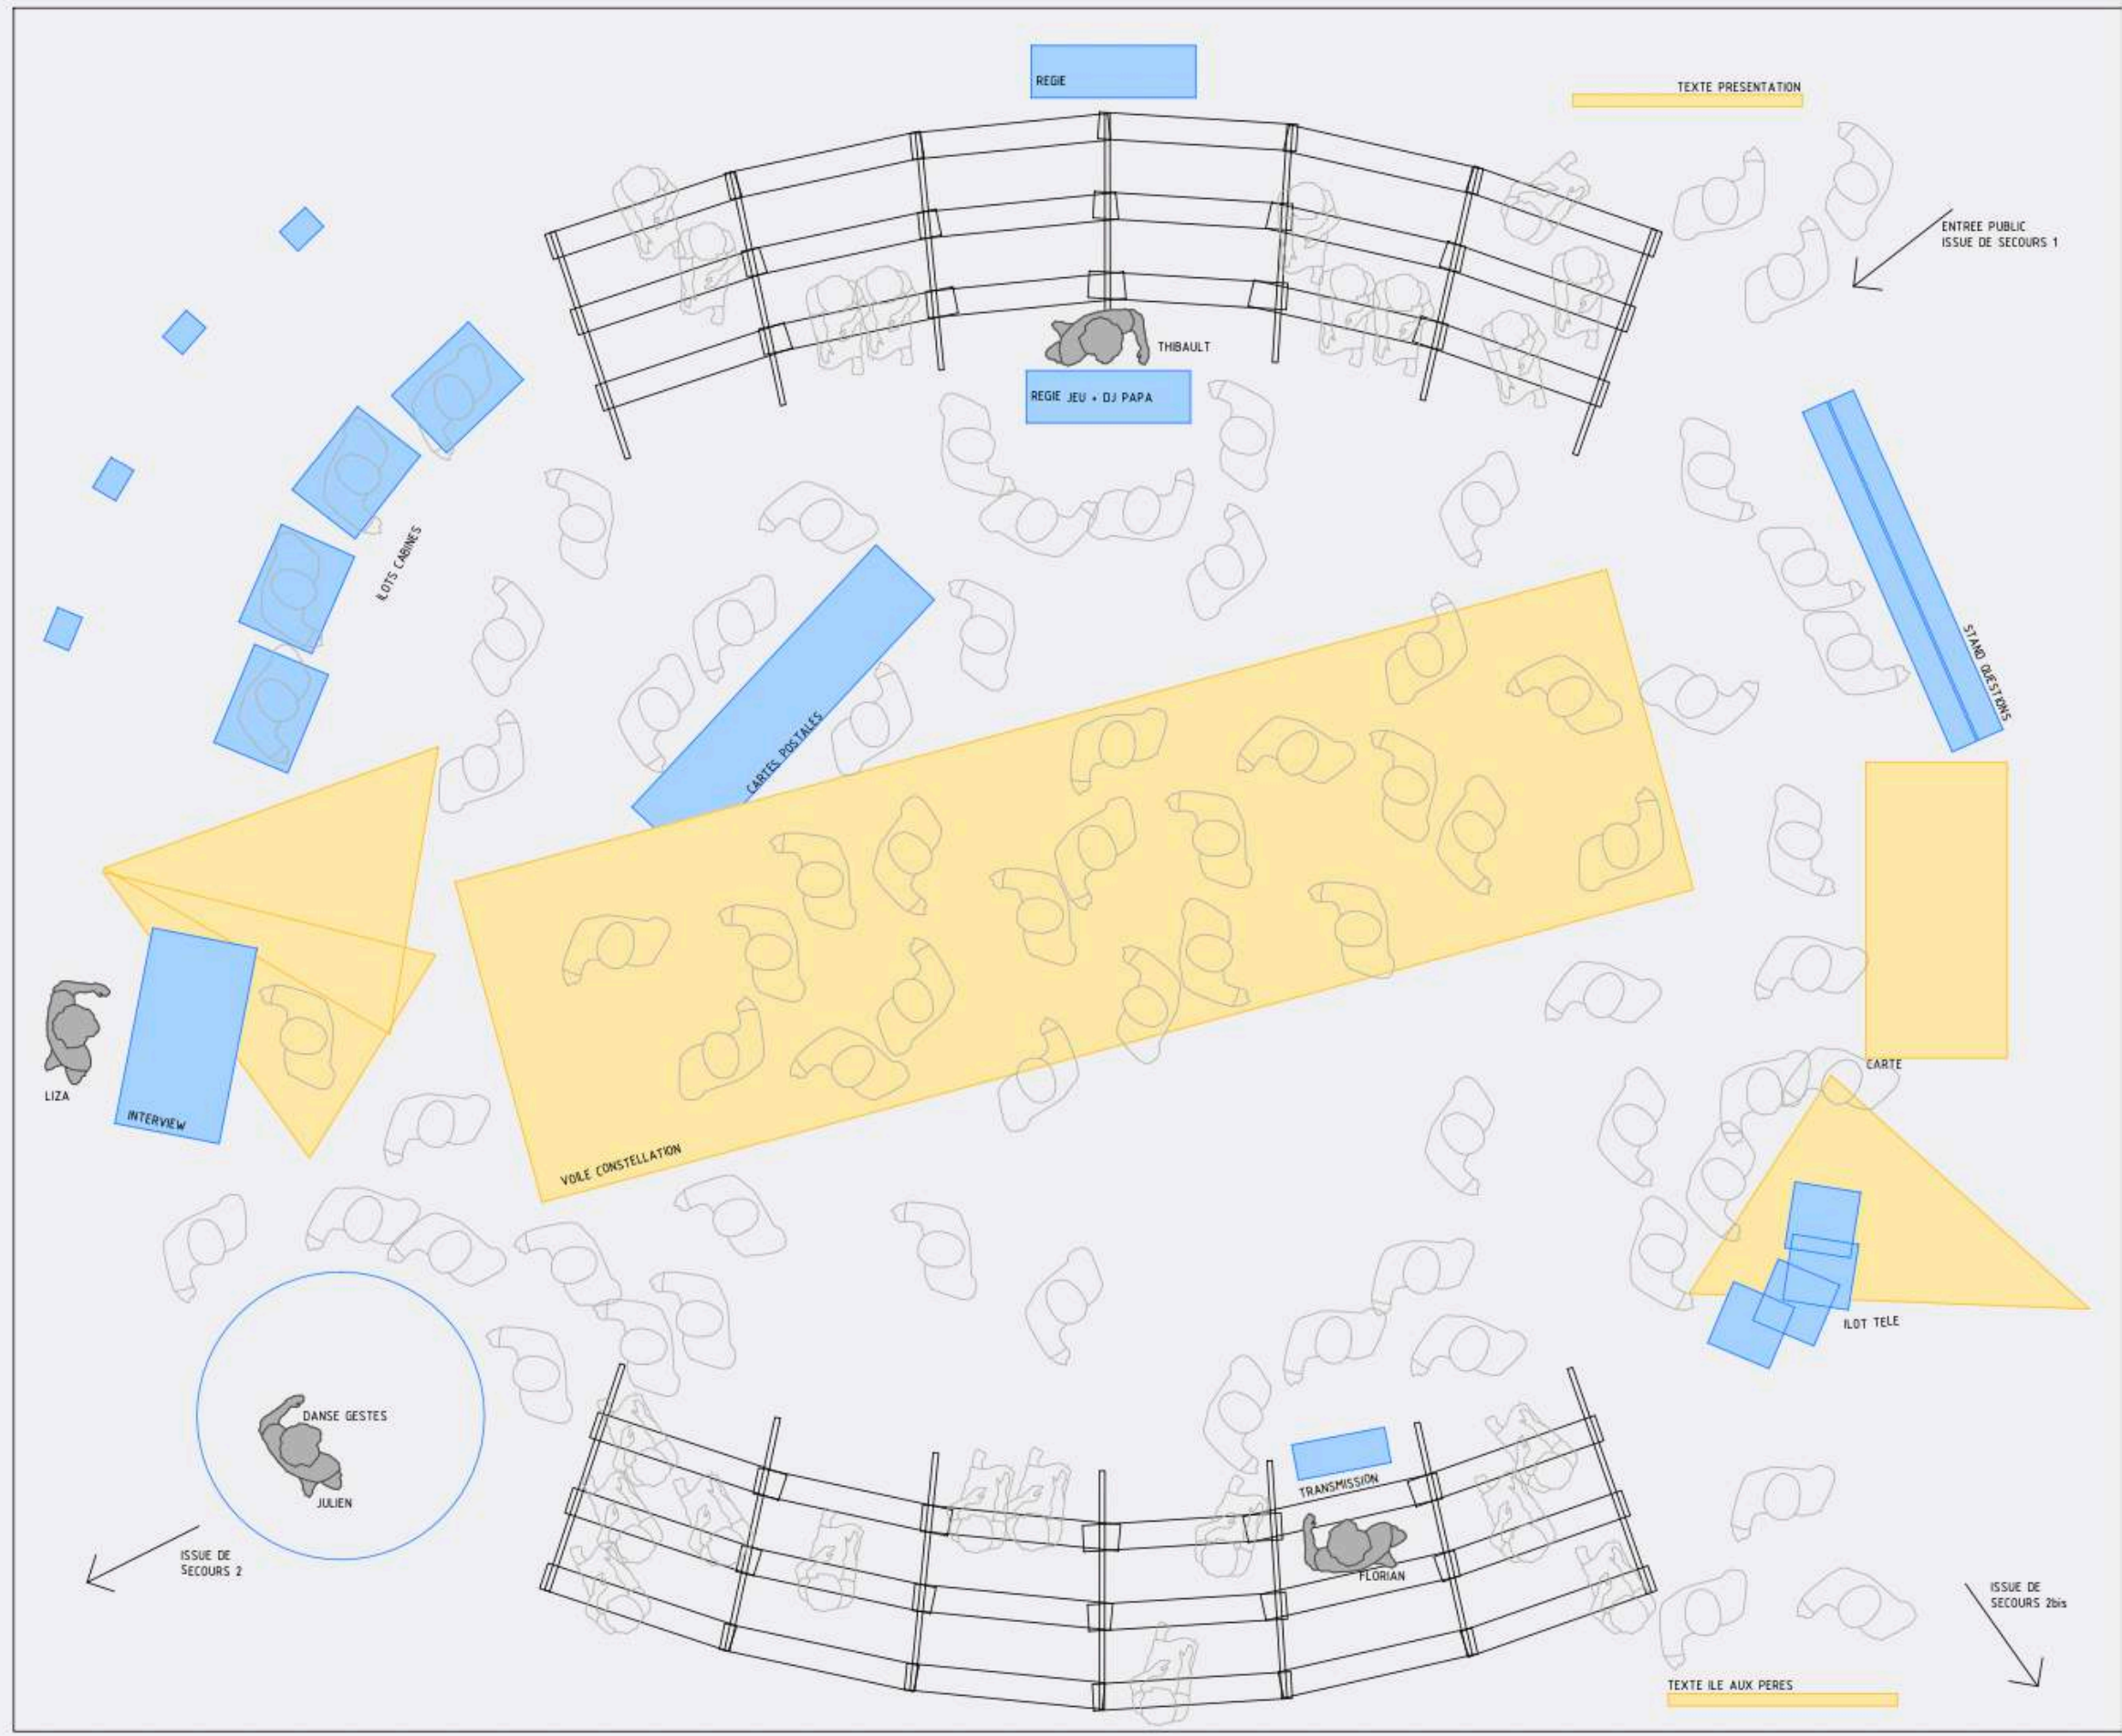 REGIE
TEXTE PRESENTATION
ENTREE PUBLIC
ISSUE DE SECOURS 1
THIBAULT
REGIE JEU + DJ PAPA
ILOTS CABINES
STAND QUESTIONS
CARTES POSTALES
CARTE
LIZA
INTERVIEW
VOILE CONSTELLATION
ILOT TELE
DANSE GESTES
JULIEN
TRANSMISSION
FLORIAN
ISSUE DE
SECOURS 2
ISSUE DE
SECOURS 2bis
TEXTE ILE AUX PERES